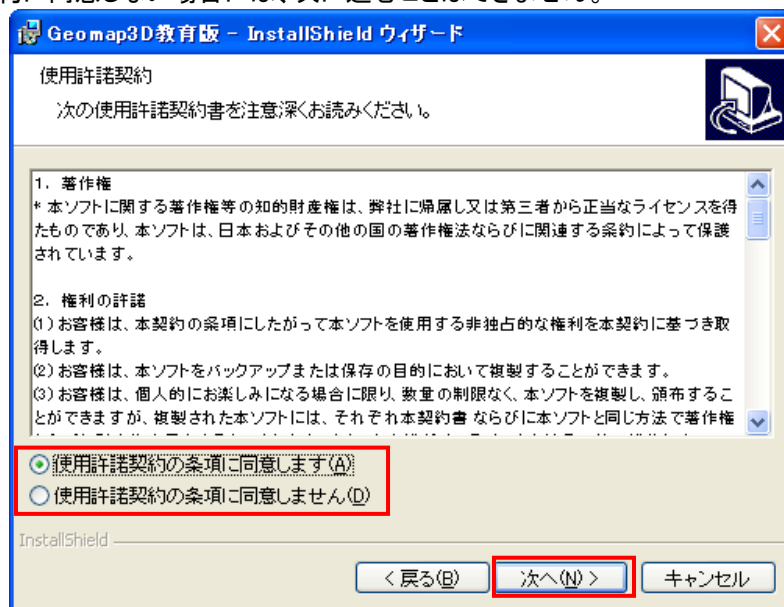 Geomap3D教育版 - InstallShield ウィザード
使用許諾契約
次の使用許諾契約書を注意深くお読みください。
1. 著作権
* 本ソフトに関する著作権等の知的財産権は、弊社に帰属し又は第三者から正当なライセンスを得
たものであり、本ソフトは、日本およびその他の国の著作権法ならびに関連する条約によって保護
されています。
2. 権利の許諾
(1)お客様は、本契約の条項にしたがって本ソフトを使用する非独占的な権利を本契約に基づき取
得します。
(2)お客様は、本ソフトをバックアップまたは保存の目的において複製することができます。
(3)お客様は、個人的にお楽しみになる場合に限り、数量の制限なく、本ソフトを複製し、頒布するこ
とができますが、複製された本ソフトには、それぞれ本契約書 ならびに本ソフトと同じ方法で著作権
使用許諾契約の条項に同意します(A)
使用許諾契約の条項に同意しません(D)
InstallShield
< 戻る(B) 次へ(N) > キャンセル